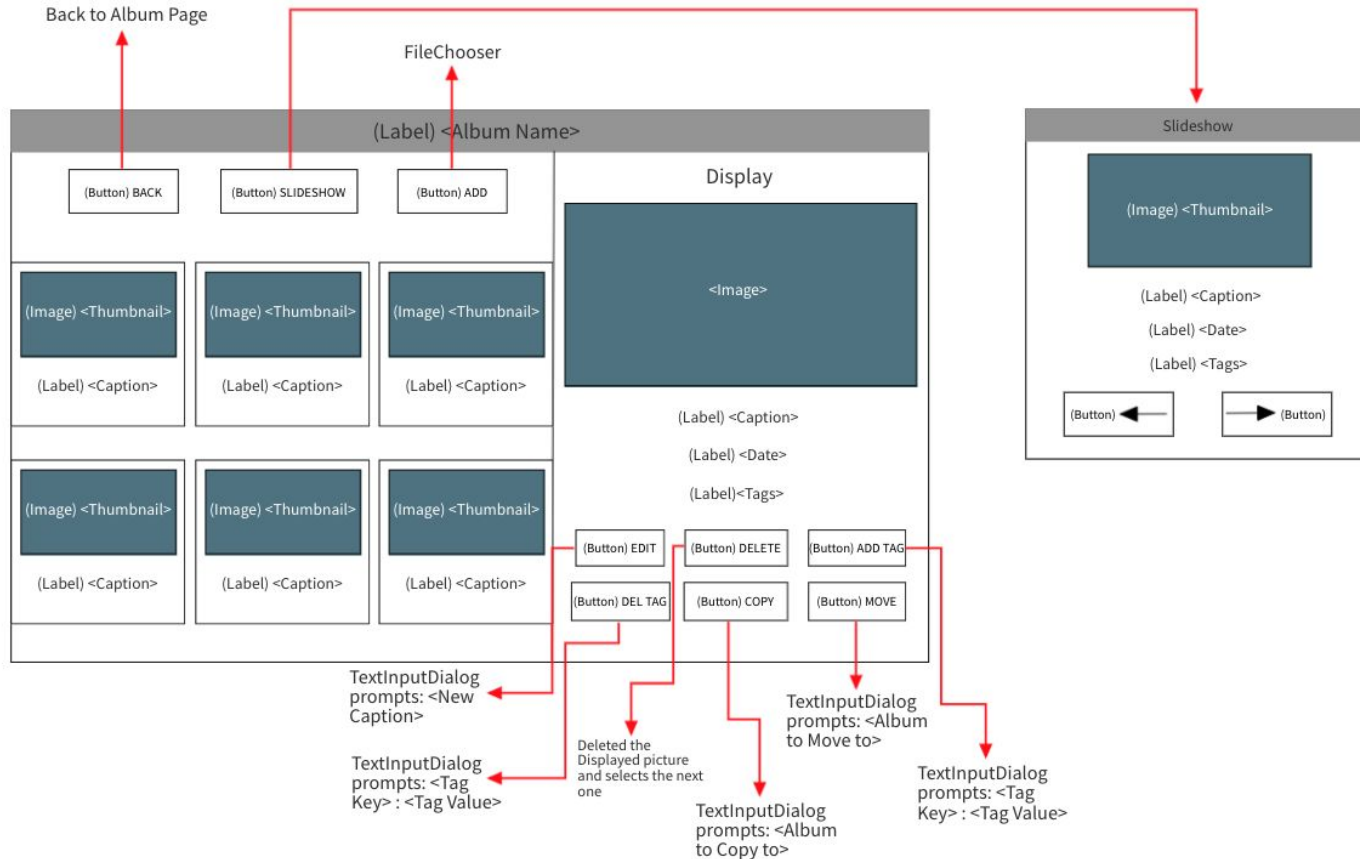 Back to Album Page
FileChooser
(Label) <Album Name>
(Button) BACK
(Button) SLIDESHOW
(Button) ADD
(Image) <Thumbnail>
(Image) <Thumbnail>
(Image) <Thumbnail>
(Label) <Caption>
(Label) <Caption>
(Label) <Caption>
(Image) <Thumbnail>
(Image) <Thumbnail>
(Image) <Thumbnail>
(Label) <Caption>
(Label) <Caption>
(Label) <Caption>
Display
<Image>
(Label) <Caption>
(Label) <Date>
(Label)<Tags>
(Button) EDIT
(Button) DELETE
(Button) ADD TAG
(Button) DEL TAG
(Button) COPY
(Button) MOVE
TextInputDialog
prompts: <New
Caption>
TextInputDialog
prompts: <Tag
Key> : <Tag Value>
Deleted the
Displayed picture
and selects the next
one
TextInputDialog
prompts: <Album
to Copy to>
TextInputDialog
prompts: <Album
to Move to>
TextInputDialog
prompts: <Tag
Key> : <Tag Value>
Slideshow
(Image) <Thumbnail>
(Label) <Caption>
(Label) <Date>
(Label) <Tags>
(Button)
(Button)